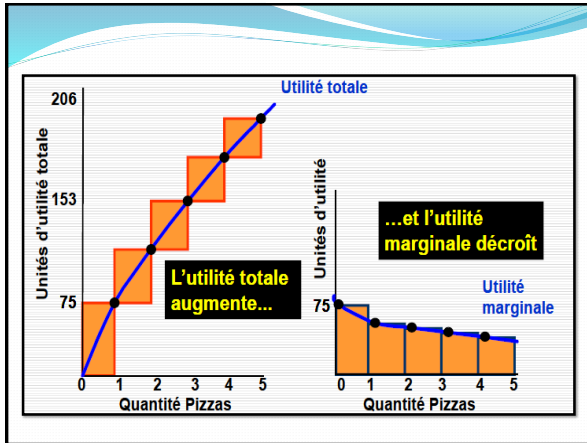 Utilité totale
206
153
75
Unités d'utilité totale
L'utilité totale
augmente...
0 1 2 3 4 5
Quantité Pizzas
Unités d'utilité
…et l'utilité
marginale décroît
Utilité
marginale
75
0 1 2 3 4 5
Quantité Pizzas